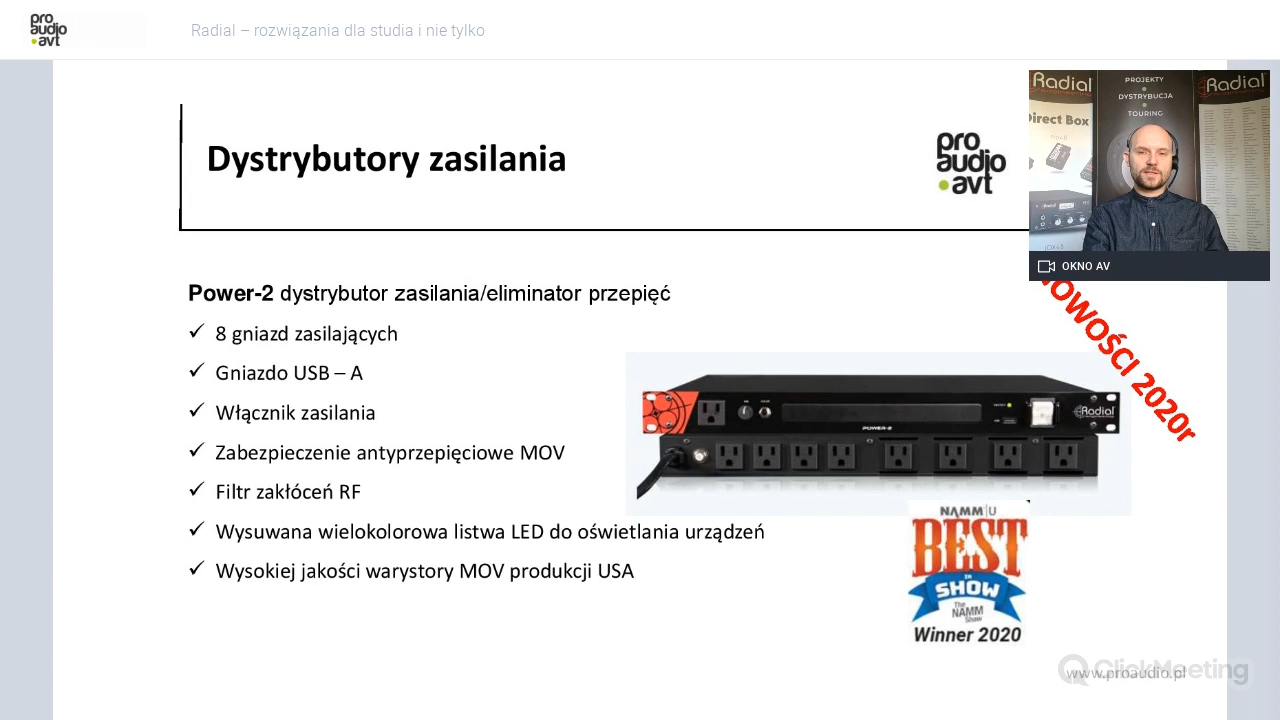 pro
audio
.avt
Radial – rozwiązania dla studia i nie tylko
Radial
PROJEKTY
DYSTRYBUCJA
TOURING
Radial
Direct Box
OKNO AV
Dystrybutory zasilania
pro
audio
.avt
NOWOŚCI 2020r
Power-2 dystrybutor zasilania/eliminator przepięć
✓ 8 gniazd zasilających
✓ Gniazdo USB – A
✓ Włącznik zasilania
✓ Zabezpieczenie antyprzepięciowe MOV
✓ Filtr zakłóceń RF
✓ Wysuwana wielokolorowa listwa LED do oświetlania urządzeń
✓ Wysokiej jakości warystory MOV produkcji USA
Radial
POWER-2
NAMM U
BEST
in
SHOW
The
NAMM
Show
Winner 2020
ClickMeeting
www.proaudio.pl